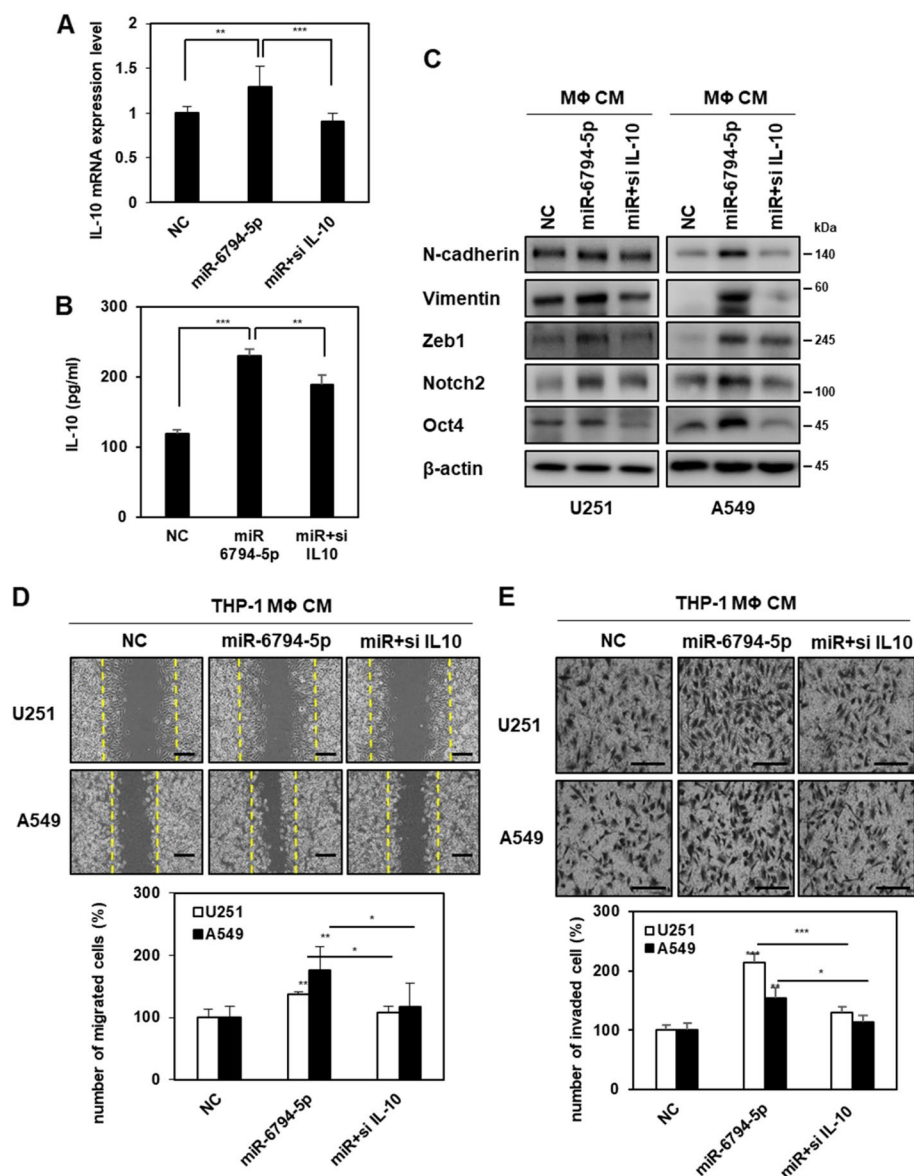 A
IL-10 mRNA expression level
2
1.5
1
0.5
0
** ***
NC
miR-6794-5p
miR+si IL-10
B
IL-10 (pg/ml)
300
200
100
0
*** **
NC
miR
6794-5p
miR+si
IL10
C
MΦ CM MΦ CM
NC miR-6794-5p miR+si IL-10 NC miR-6794-5p miR+si IL-10
kDa
N-cadherin 140
Vimentin 60
Zeb1 245
Notch2 100
Oct4 45
β-actin 45
U251 A549
D
THP-1 MΦ CM
NC miR-6794-5p miR+si IL10
U251
A549
number of migrated cells (%)
300
200
100
0
U251
A549
*
** *
**
NC
miR-6794-5p
miR+si IL-10
E
THP-1 MΦ CM
NC miR-6794-5p miR+si IL10
U251
A549
number of invaded cell (%)
300
200
100
0
U251
A549
***
***
*
**
NC
miR-6794-5p
miR+si IL-10